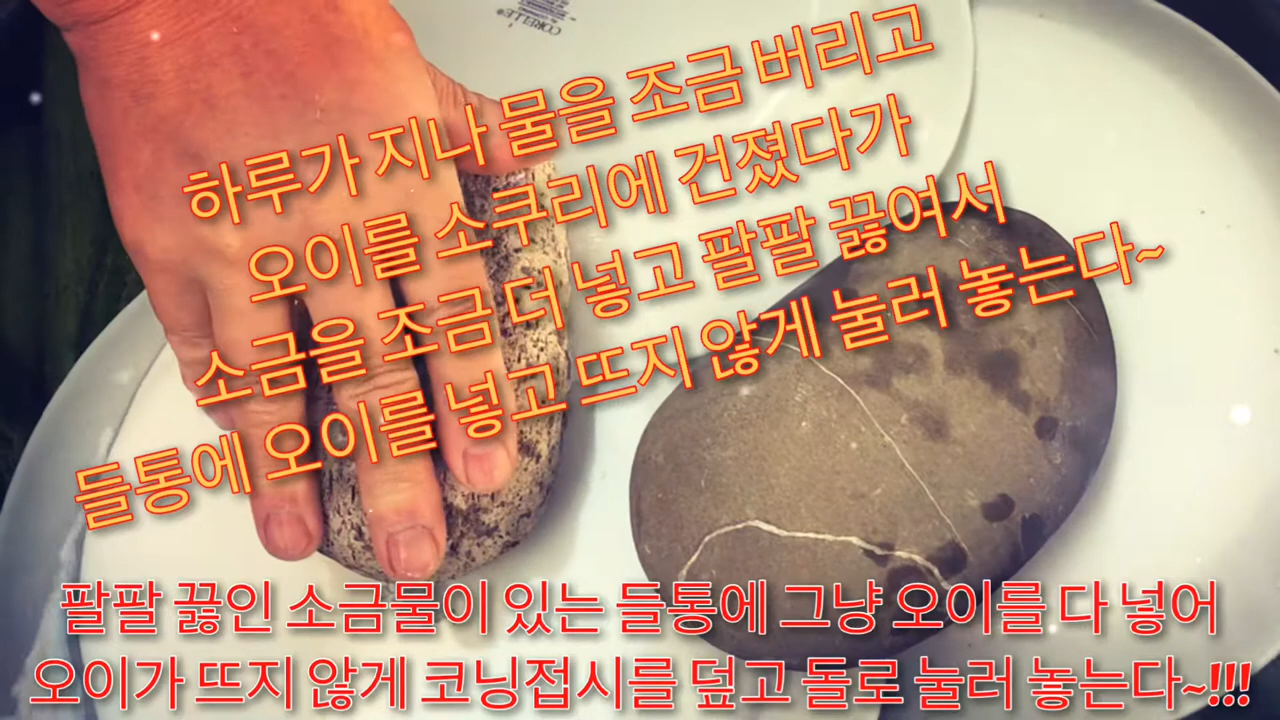 CORELLE®
하루가 지나 물을 조금 버리고
오이를 소쿠리에 건졌다가
소금을 조금 더 넣고 팔팔 끓여서
들통에 오이를 넣고 뜨지 않게 눌러 놓는다~
팔팔 끓인 소금물이 있는 들통에 그냥 오이를 다 넣어
오이가 뜨지 않게 코닝접시를 덮고 돌로 눌러 놓는다~!!!